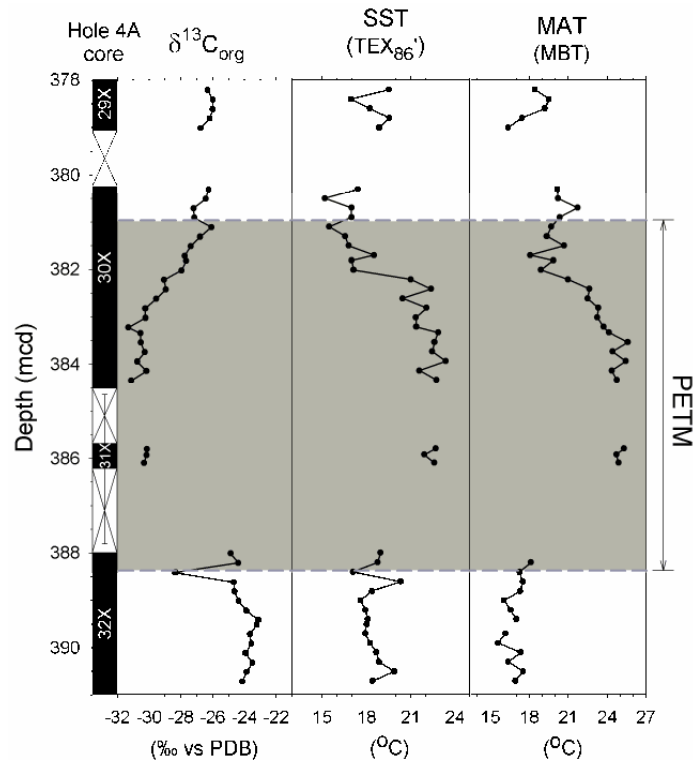 Hole 4A
core
δ¹³Corg
SST
(TEX86')
MAT
(MBT)
378
380
382
384
386
388
390
Depth (mcd)
29X
30X
31X
32X
PETM
-32 -30 -28 -26 -24 -22
15 18 21 24
15 18 21 24 27
(‰ vs PDB)
(°C)
(°C)